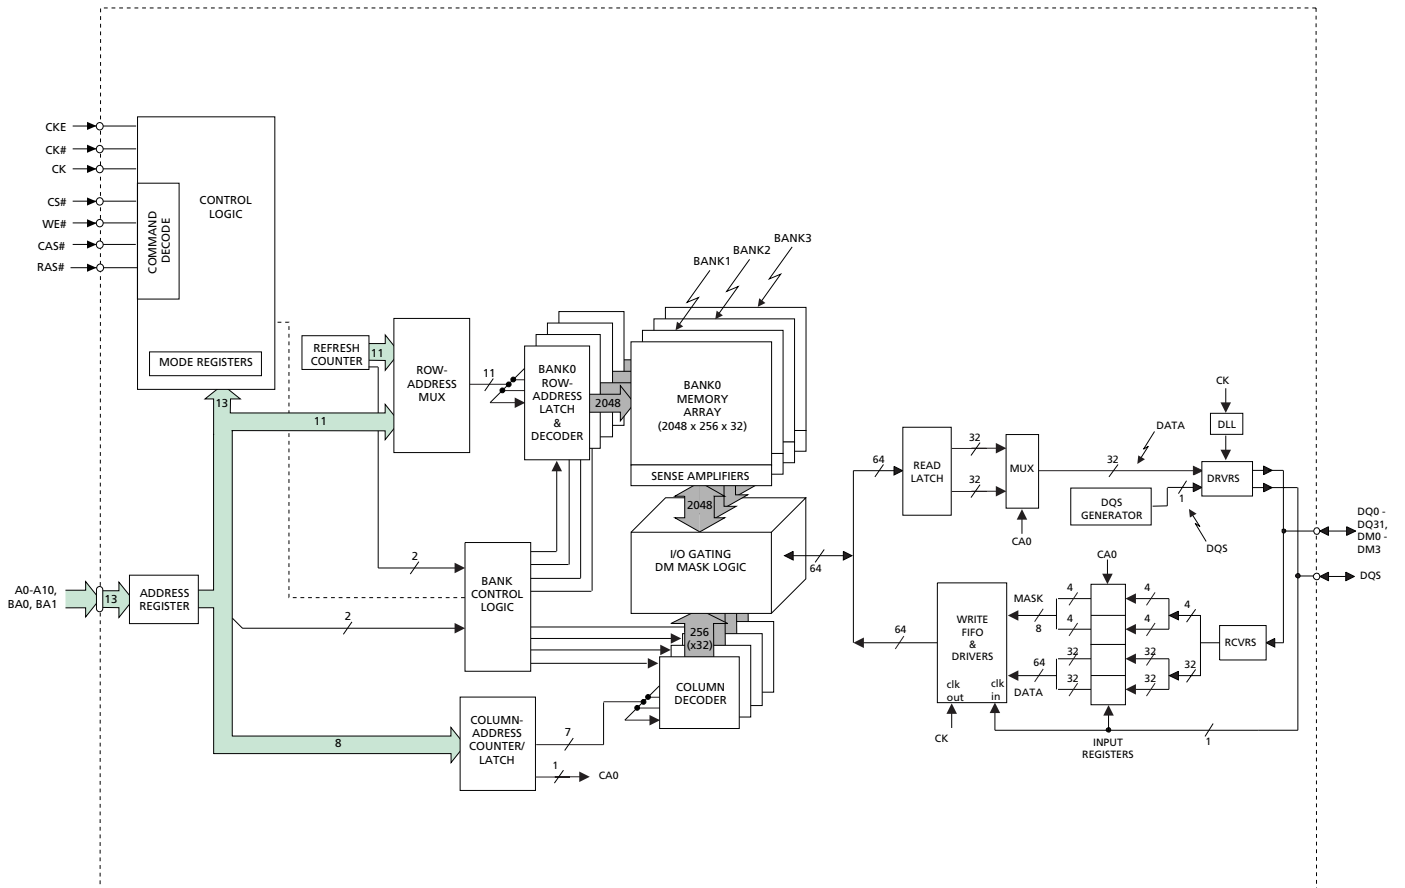 CKE
CK#
CK
CS#
WE#
CAS#
RAS#
COMMAND
DECODE
CONTROL
LOGIC
MODE REGISTERS
REFRESH
COUNTER
11
13
11
ROW-
ADDRESS
MUX
11
BANK0
ROW-
ADDRESS
LATCH
&
DECODER
2048
BANK1
BANK2
BANK3
BANK0
MEMORY
ARRAY
(2048 x 256 x 32)
SENSE AMPLIFIERS
2048
I/O GATING
DM MASK LOGIC
64
256
(x32)
COLUMN
DECODER
A0-A10,
BA0, BA1
13
ADDRESS
REGISTER
2
2
BANK
CONTROL
LOGIC
8
COLUMN-
ADDRESS
COUNTER/
LATCH
7
1
CA0
64
READ
LATCH
32
32
MUX
CA0
32
DATA
DQS
GENERATOR
1
DQS
CK
DLL
DRVRS
DQ0 -
DQ31,
DM0 -
DM3
DQS
64
WRITE
FIFO
&
DRIVERS
clk
out
clk
in
CK
MASK
8
64
DATA
4
4
32
32
CA0
4
4
32
32
4
32
RCVRS
INPUT
REGISTERS
1